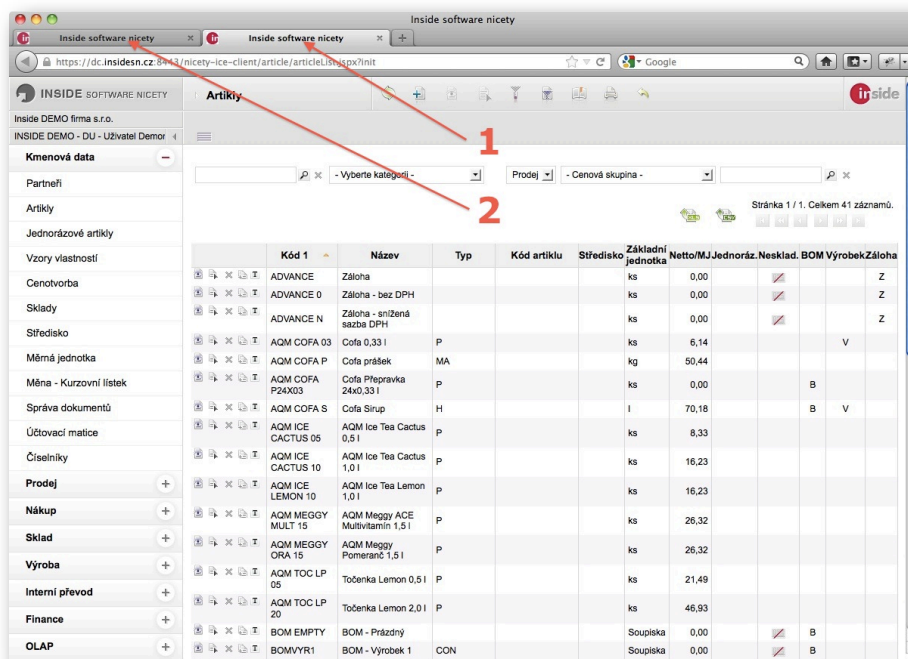 Inside software nicety
Inside software nicety
Inside software nicety
https://dc.insidesn.cz:8443/nicety-ice-client/article/articleList.jspx?init
Google
INSIDE SOFTWARE NICETY
Artikly
inside
Inside DEMO firma s.r.o.
INSIDE DEMO - DU - Uživatel Demor
1
2
Kmenová data
Partneři
Artikly
Jednorázové artikly
Vzory vlastností
Cenotvorba
Sklady
Středisko
Měrná jednotka
Měna - Kurzovní lístek
Správa dokumentů
Účtovací matice
Číselníky
Prodej
Nákup
Sklad
Výroba
Interní převod
Finance
OLAP
- Vyberte kategorii -
Prodej
- Cenová skupina -
Stránka 1 / 1. Celkem 41 záznamů.
Kód 1 Název Typ Kód artiklu Středisko Základní jednotka Netto/MJ Jednoráz. Nesklad. BOM Výrobek Záloha
ADVANCE Záloha ks 0,00 Z
ADVANCE 0 Záloha - bez DPH ks 0,00 Z
ADVANCE N Záloha - snížená sazba DPH ks 0,00 Z
AQM COFA 03 Cofa 0,33 l P ks 6,14 V
AQM COFA P Cofa prášek MA kg 50,44
AQM COFA P24X03 Cofa Přepravka 24x0,33 l P ks 0,00 B
AQM COFA S Cofa Sirup H l 70,18 B V
AQM ICE CACTUS 05 AQM Ice Tea Cactus 0,5 l P ks 8,33
AQM ICE CACTUS 10 AQM Ice Tea Cactus 1,0 l P ks 16,23
AQM ICE LEMON 10 AQM Ice Tea Lemon 1,0 l P ks 16,23
AQM MEGGY MULT 15 AQM Meggy ACE Multivitamín 1,5 l P ks 26,32
AQM MEGGY ORA 15 AQM Meggy Pomeranč 1,5 l P ks 26,32
AQM TOC LP 05 Točenka Lemon 0,5 l P ks 21,49
AQM TOC LP 20 Točenka Lemon 2,0 l P ks 46,93
BOM EMPTY BOM - Prázdný Soupiska 0,00 B
BOMVYR1 BOM - Výrobek 1 CON Soupiska 0,00 B